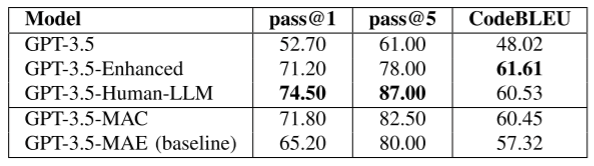 Model pass@1 pass@5 CodeBLEU
GPT-3.5 52.70 61.00 48.02
GPT-3.5-Enhanced 71.20 78.00 61.61
GPT-3.5-Human-LLM 74.50 87.00 60.53
GPT-3.5-MAC 71.80 82.50 60.45
GPT-3.5-MAE (baseline) 65.20 80.00 57.32